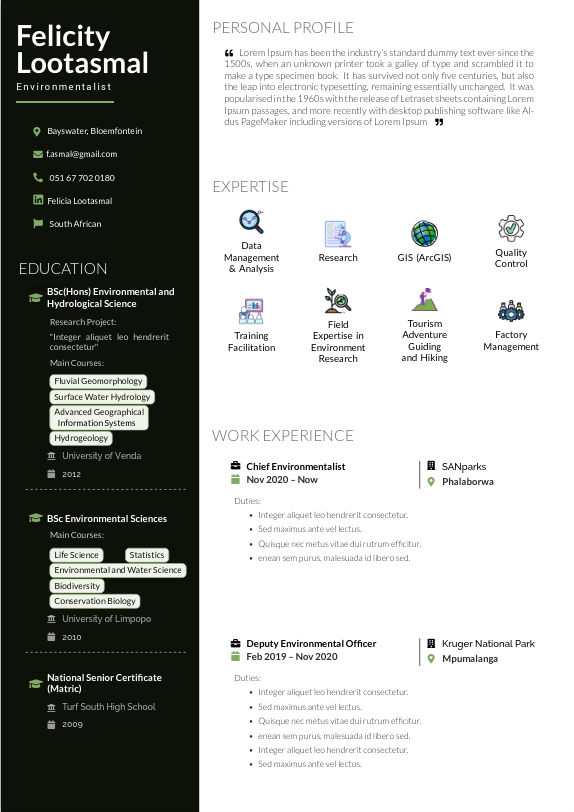 Felicity
Lootasmal
Environmentalist
Bayswater, Bloemfontein
f.asmal@gmail.com
051 67 702 0180
Felicia Lootasmal
South African
EDUCATION
BSc(Hons) Environmental and
Hydrological Science
Research Project:
"Integer aliquet leo hendrerit
consectetur"
Main Courses:
Fluvial Geomorphology
Surface Water Hydrology
Advanced Geographical
Information Systems
Hydrogeology
University of Venda
2012
BSc Environmental Sciences
Main Courses:
Life Science Statistics
Environmental and Water Science
Biodiversity
Conservation Biology
University of Limpopo
2010
National Senior Certificate
(Matric)
Turf South High School
2009
PERSONAL PROFILE
“ Lorem Ipsum has been the industry's standard dummy text ever since the
1500s, when an unknown printer took a galley of type and scrambled it to
make a type specimen book. It has survived not only five centuries, but also
the leap into electronic typesetting, remaining essentially unchanged. It was
popularised in the 1960s with the release of Letraset sheets containing Lorem
Ipsum passages, and more recently with desktop publishing software like Al-
dus PageMaker including versions of Lorem Ipsum ”
EXPERTISE
Data
Management
& Analysis
Research
GIS (ArcGIS)
Quality
Control
Training
Facilitation
Field
Expertise in
Environment
Research
Tourism
Adventure
Guiding
and Hiking
Factory
Management
WORK EXPERIENCE
Chief Environmentalist
Nov 2020 – Now
SANparks
Phalaborwa
Duties:
• Integer aliquet leo hendrerit consectetur.
• Sed maximus ante vel lectus.
• Quisque nec metus vitae dui rutrum efficitur.
• enean sem purus, malesuada id libero sed.
Deputy Environmental Officer
Feb 2019 – Nov 2020
Kruger National Park
Mpumalanga
Duties:
• Integer aliquet leo hendrerit consectetur.
• Sed maximus ante vel lectus.
• Quisque nec metus vitae dui rutrum efficitur.
• enean sem purus, malesuada id libero sed.
• Integer aliquet leo hendrerit consectetur.
• Sed maximus ante vel lectus.